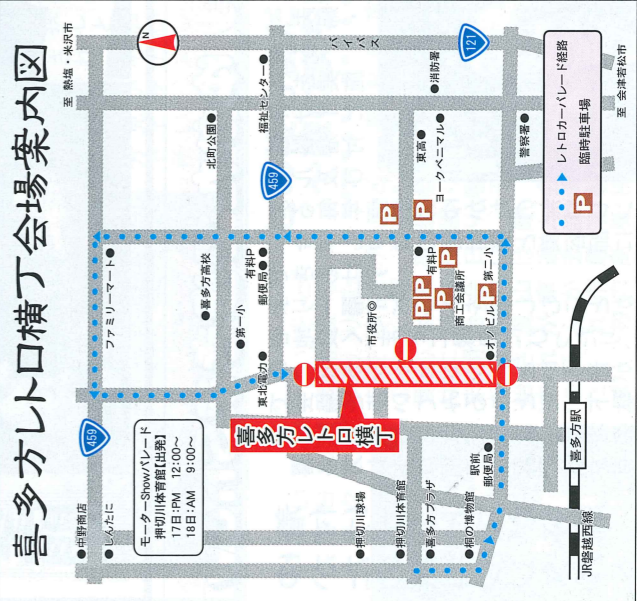 喜多方レトロ横丁会場案内図
至 熱塩・米沢市
バイパス
121
至 会津若松市
レトロカーパレード経路
P 臨時駐車場
北町公園
福祉センター
459
消防署
東高
ヨークベニマル
警察署
P
P
ファミリーマート
喜多方高校
有料P
郵便局
第一小
東北電力
市役所◎
有料P
P
P
P
P
商工会議所
P
第二小
オノビル
459
モーターShowパレード
押切川体育館【出発】
17日:PM 12:00～
18日:AM 9:00～
喜多方レトロ横丁
中野商店
しんたに
押切川球場
押切川体育館
喜多方プラザ
桐の博物館
駅前
郵便局
喜多方駅
JR磐越西線